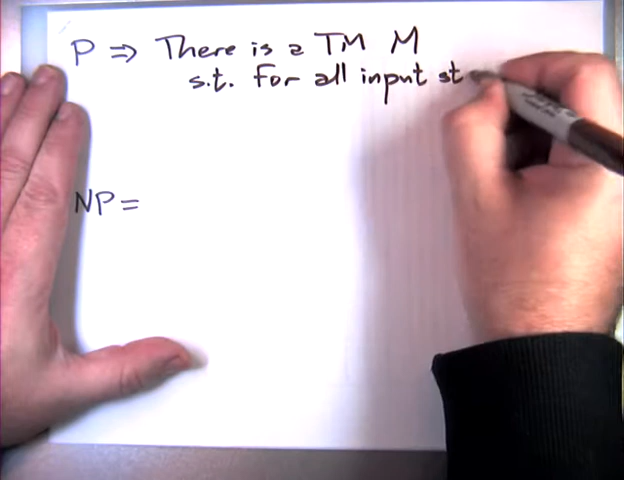 P ⇒ There is a TM M
s.t. For all input st
NP =